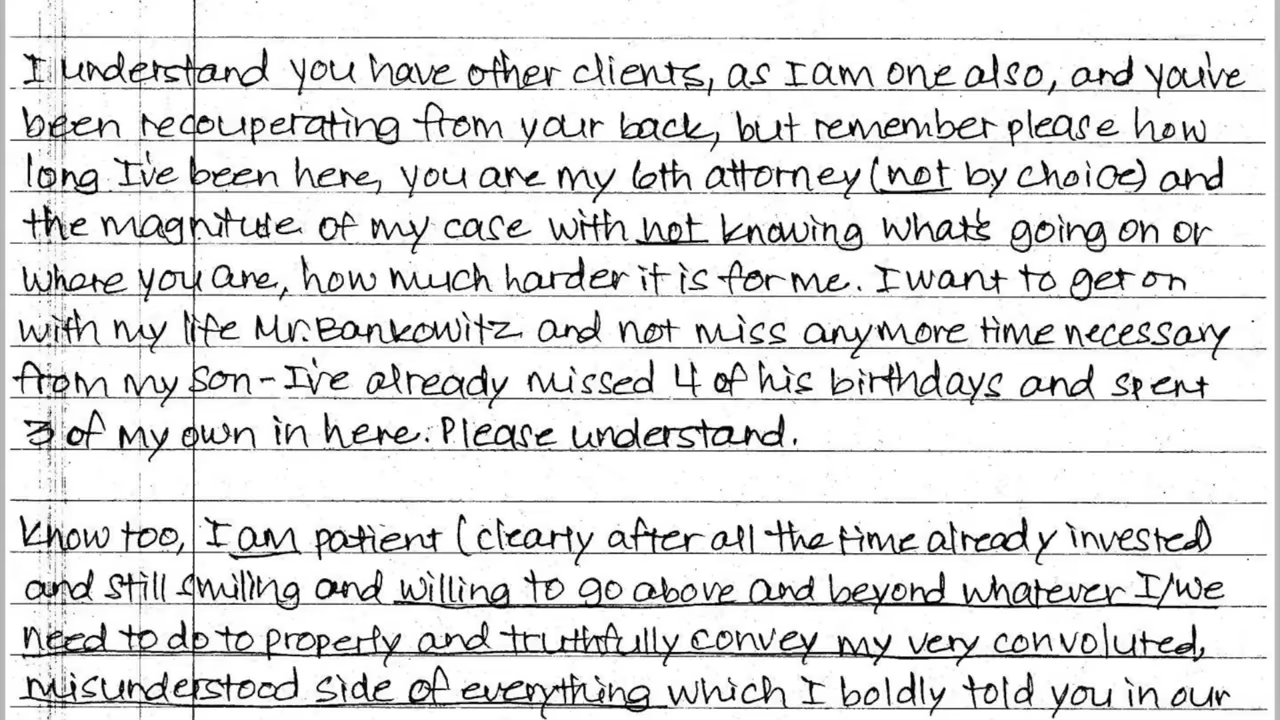 I understand you have other clients, as I am one also, and you've
been recouperating from your back, but remember please how
long I've been here, you are my 6th attorney (not by choice) and
the magnitude of my case with not knowing what's going on or
where you are, how much harder it is for me. I want to get on
with my life Mr. Bankowitz and not miss anymore time necessary
from my son - I've already missed 4 of his birthdays and spent
3 of my own in here. Please understand.
Know too, I am patient (clearly after all the time already invested)
and still smiling and willing to go above and beyond whatever I/we
need to do to properly and truthfully convey my very convoluted,
misunderstood side of everything which I boldly told you in our